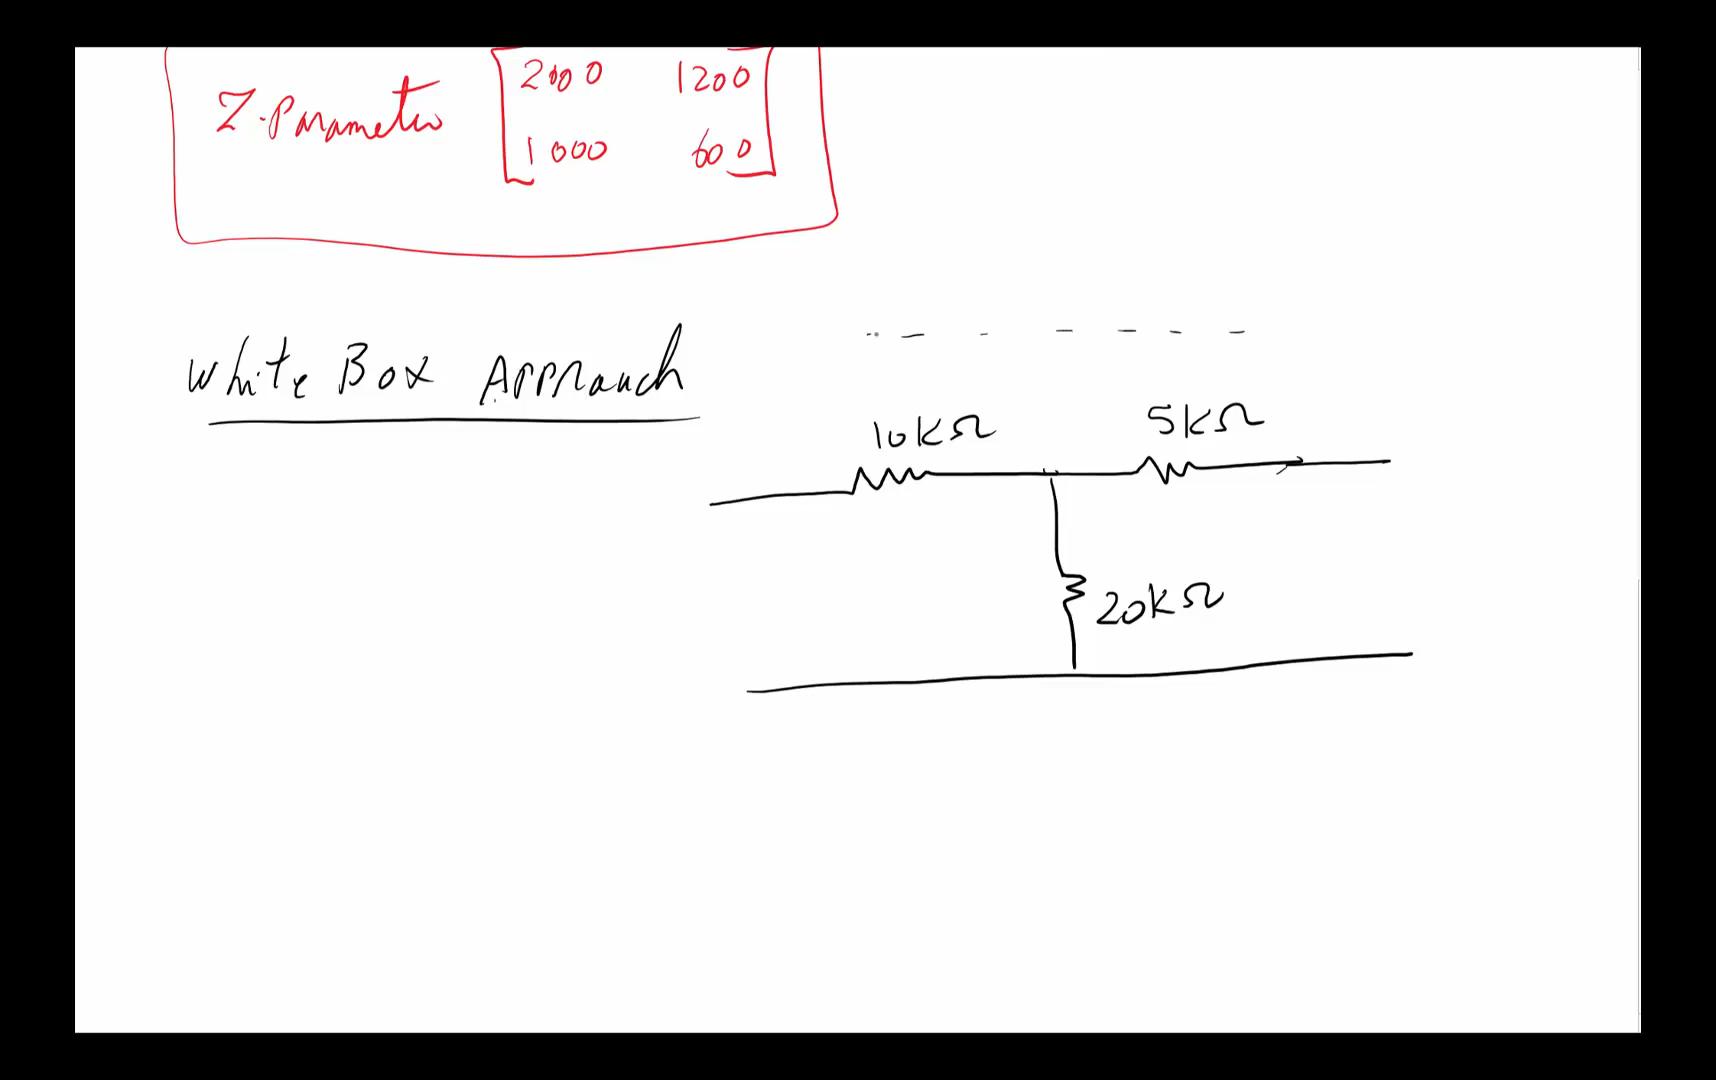 Z-Parameter
2000 1200
1000 600
White Box Approach
10kΩ
5kΩ
20kΩ